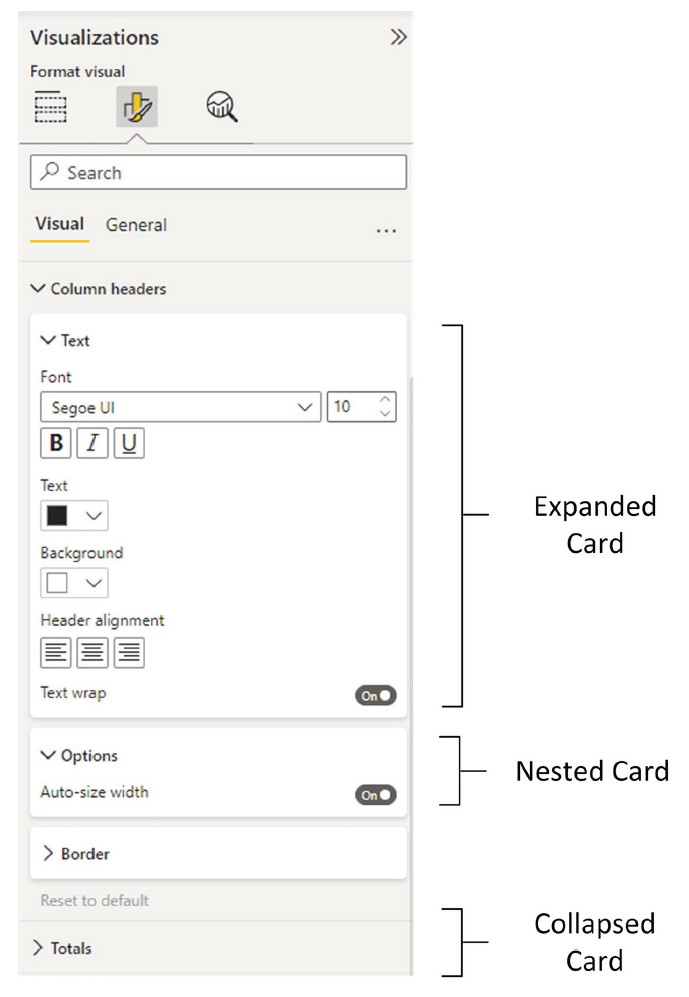 Visualizations
Format visual
Search
Visual General ...
Column headers
Text
Font
Segoe UI 10
B I U
Text
Background
Header alignment
Text wrap On
Expanded
Card
Options
Auto-size width On
Nested Card
Border
Reset to default
Totals
Collapsed
Card